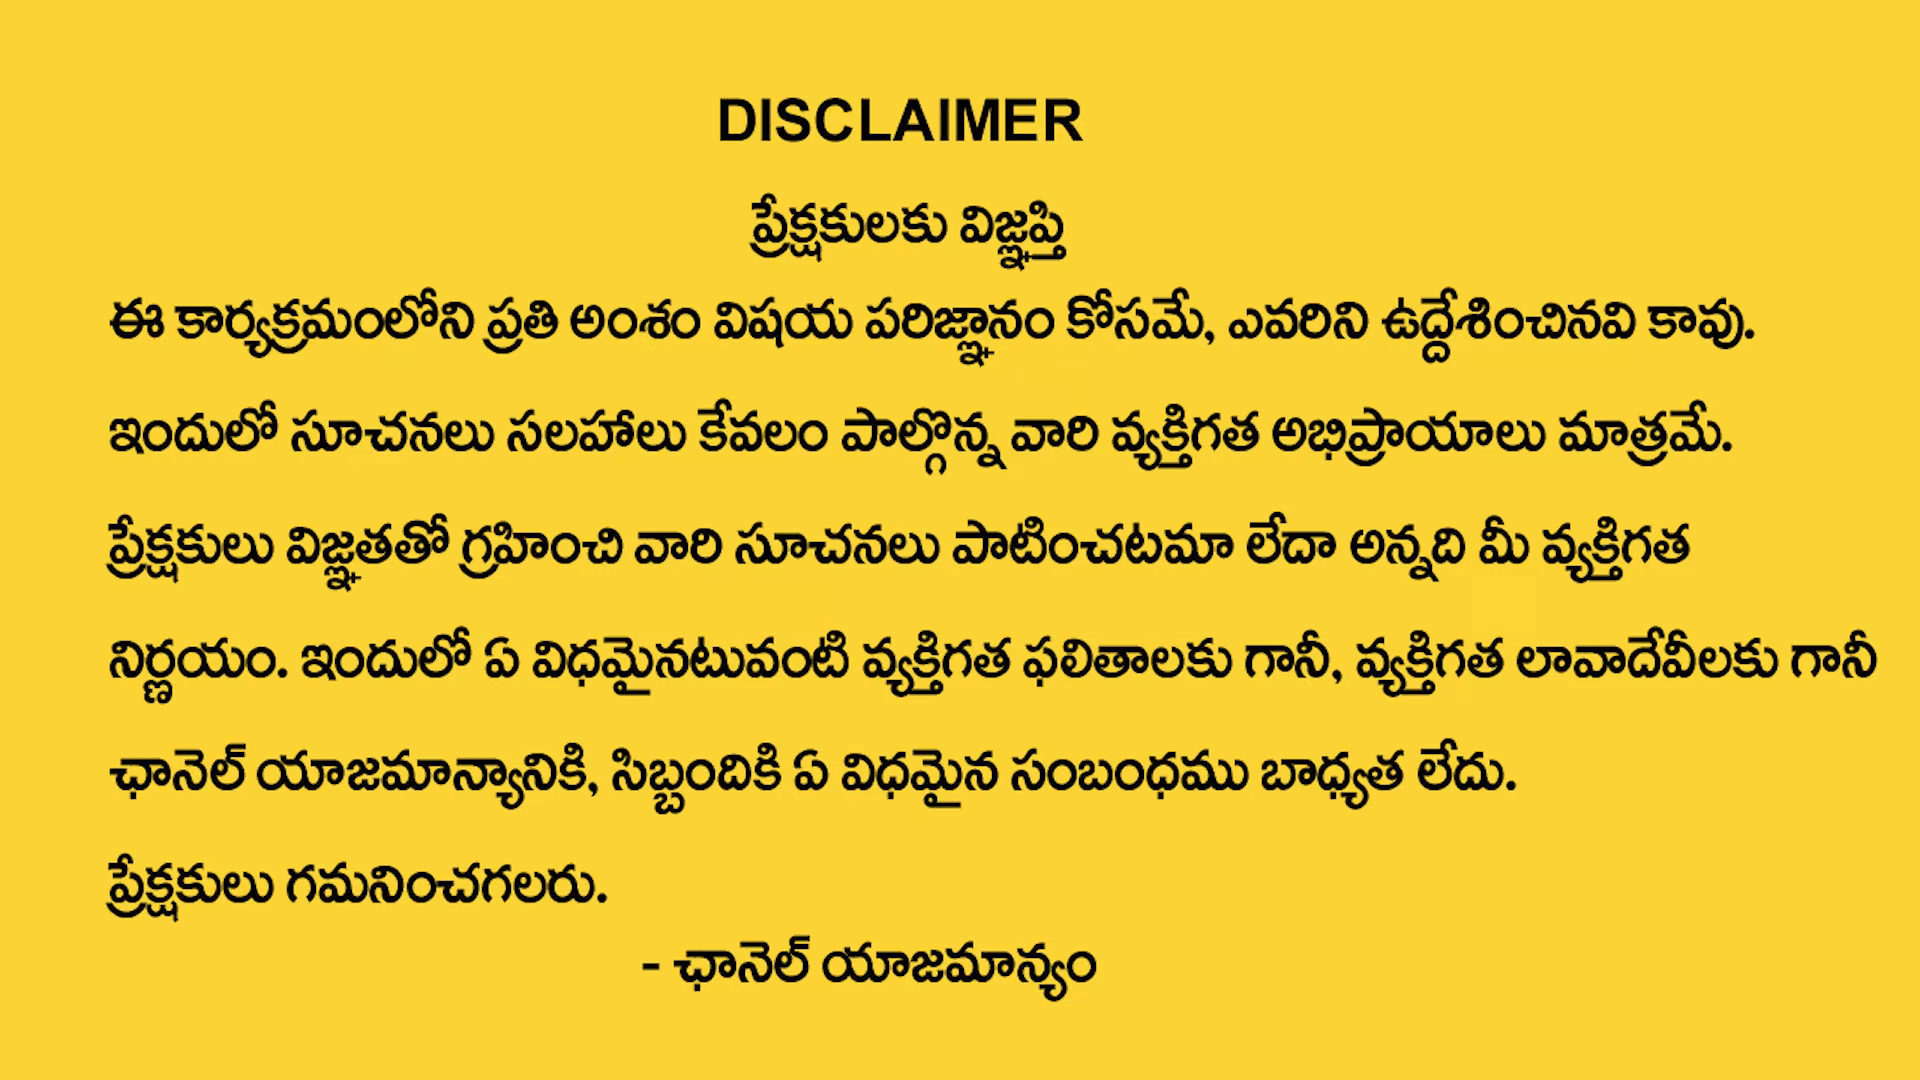 DISCLAIMER
ప్రేక్షకులకు విజ్ఞప్తి
ఈ కార్యక్రమంలోని ప్రతి అంశం విషయ పరిజ్ఞానం కోసమే, ఎవరిని ఉద్దేశించినవి కావు.
ఇందులో సూచనలు సలహాలు కేవలం పాల్గొన్న వారి వ్యక్తిగత అభిప్రాయాలు మాత్రమే.
ప్రేక్షకులు విజ్ఞతతో గ్రహించి వారి సూచనలు పాటించటమా లేదా అన్నది మీ వ్యక్తిగత
నిర్ణయం. ఇందులో ఏ విధమైనటువంటి వ్యక్తిగత ఫలితాలకు గానీ, వ్యక్తిగత లావాదేవీలకు గానీ
ఛానెల్ యాజమాన్యానికి, సిబ్బందికి ఏ విధమైన సంబంధము బాధ్యత లేదు.
ప్రేక్షకులు గమనించగలరు.
- ఛానెల్ యాజమాన్యం